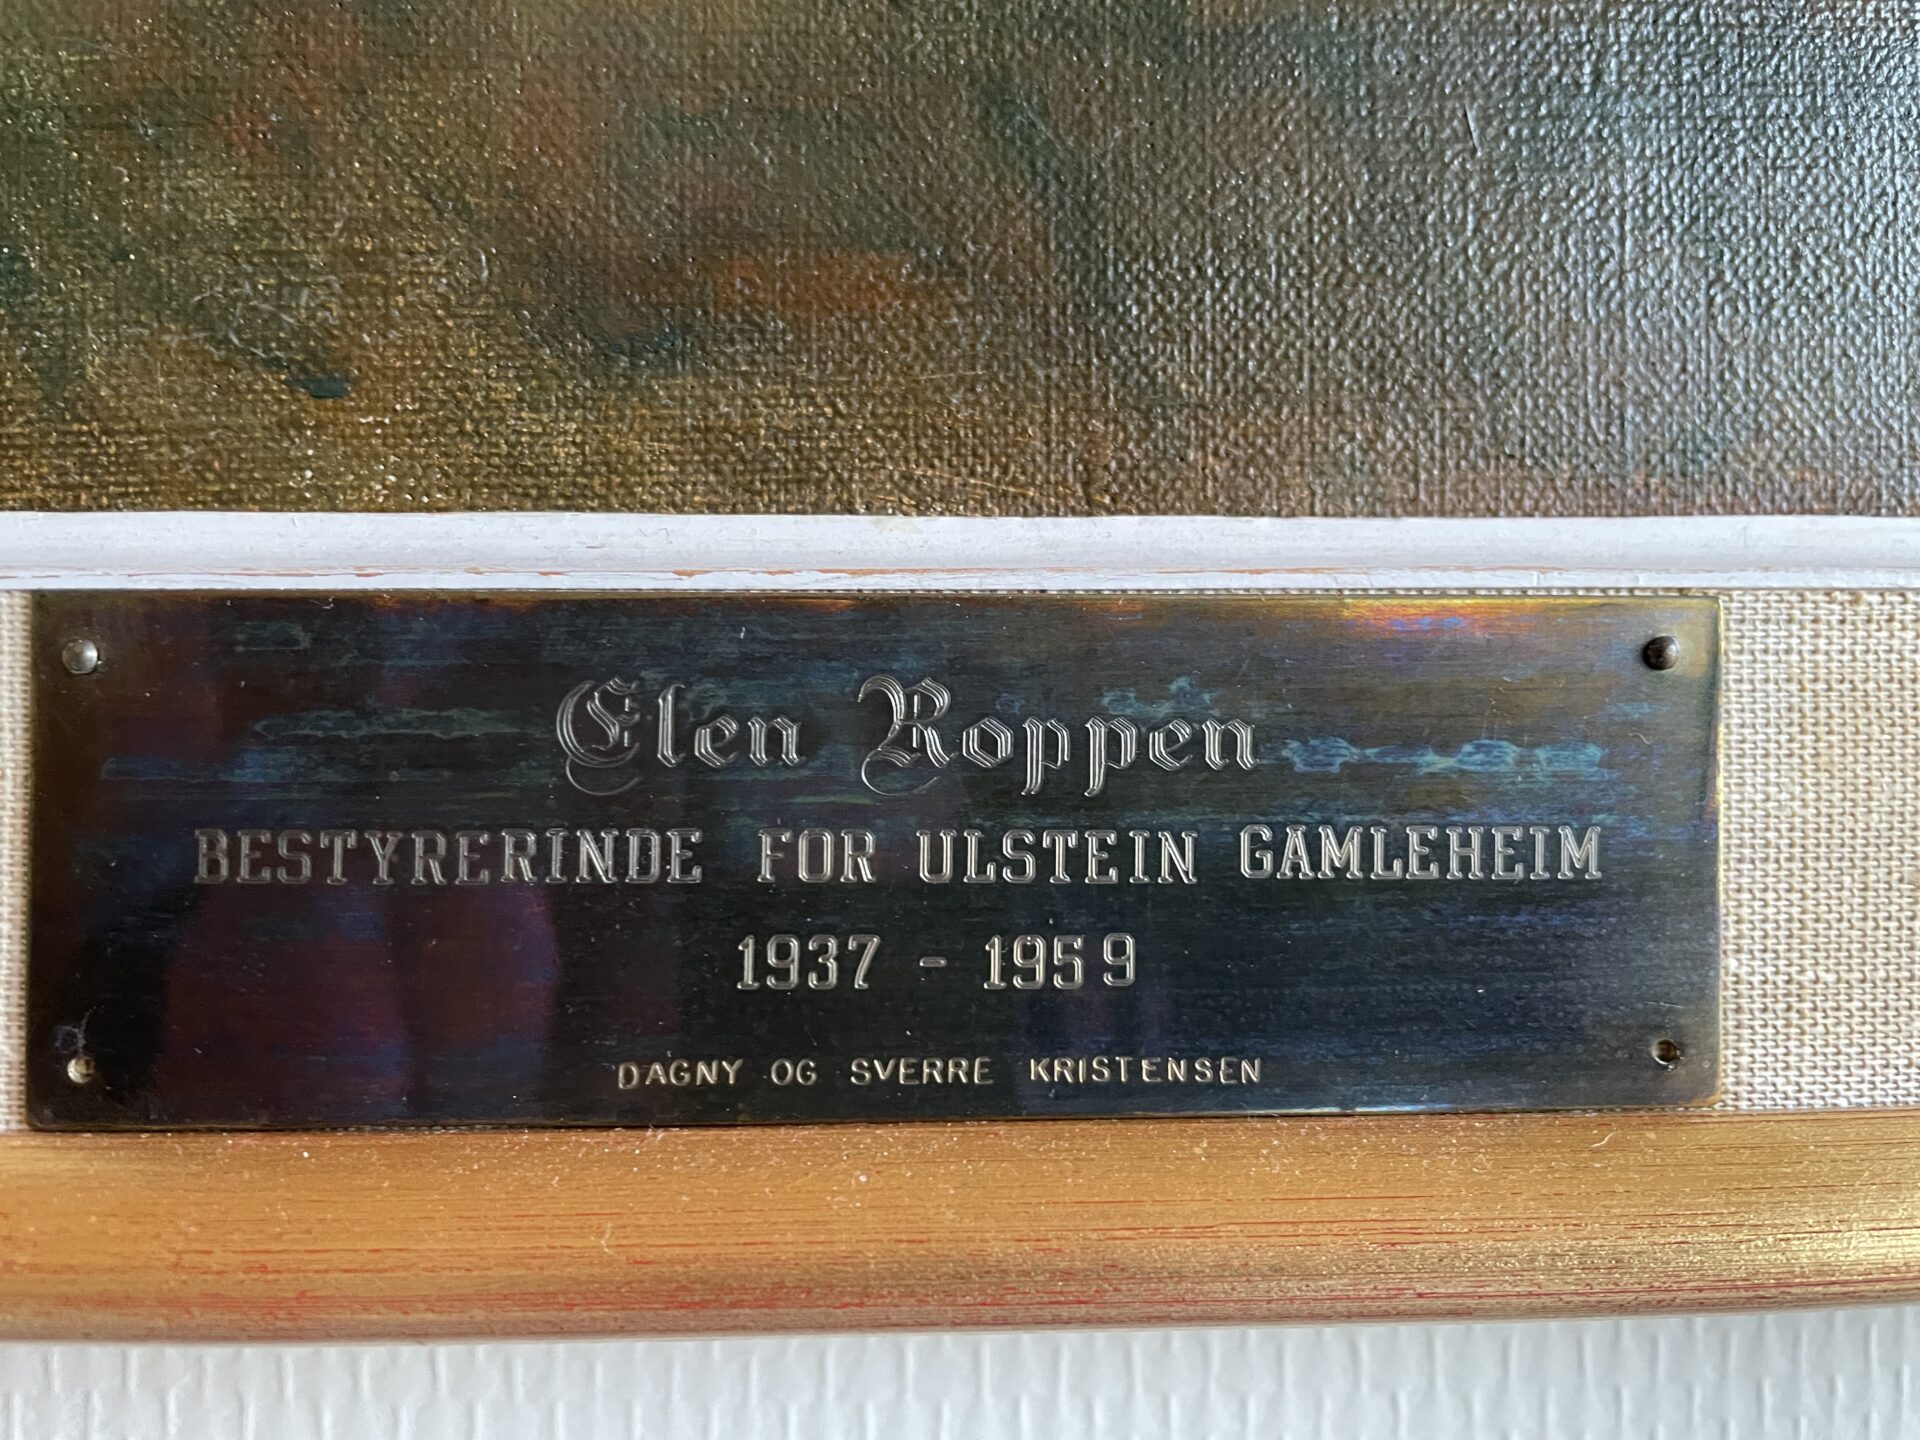 Elen Roppen
BESTYRERINDE FOR ULSTEIN GAMLEHEIM
1937 - 1959
DAGNY OG SVERRE KRISTENSEN